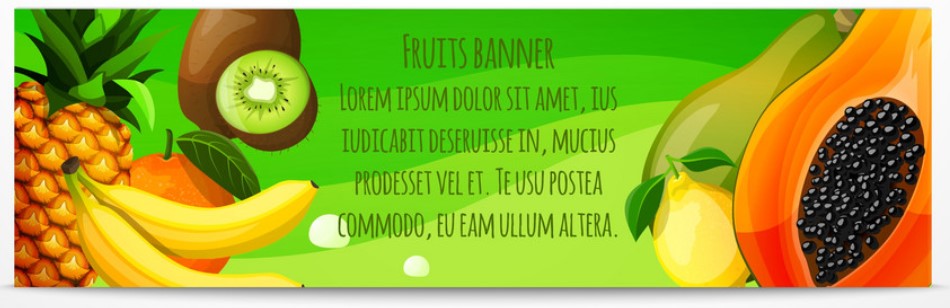 Fruits banner
Lorem ipsum dolor sit amet, ius
iudicabit deseruisse in, mucius
prodesset vel et. Te usu postea
commodo, eu eam ullum altera.